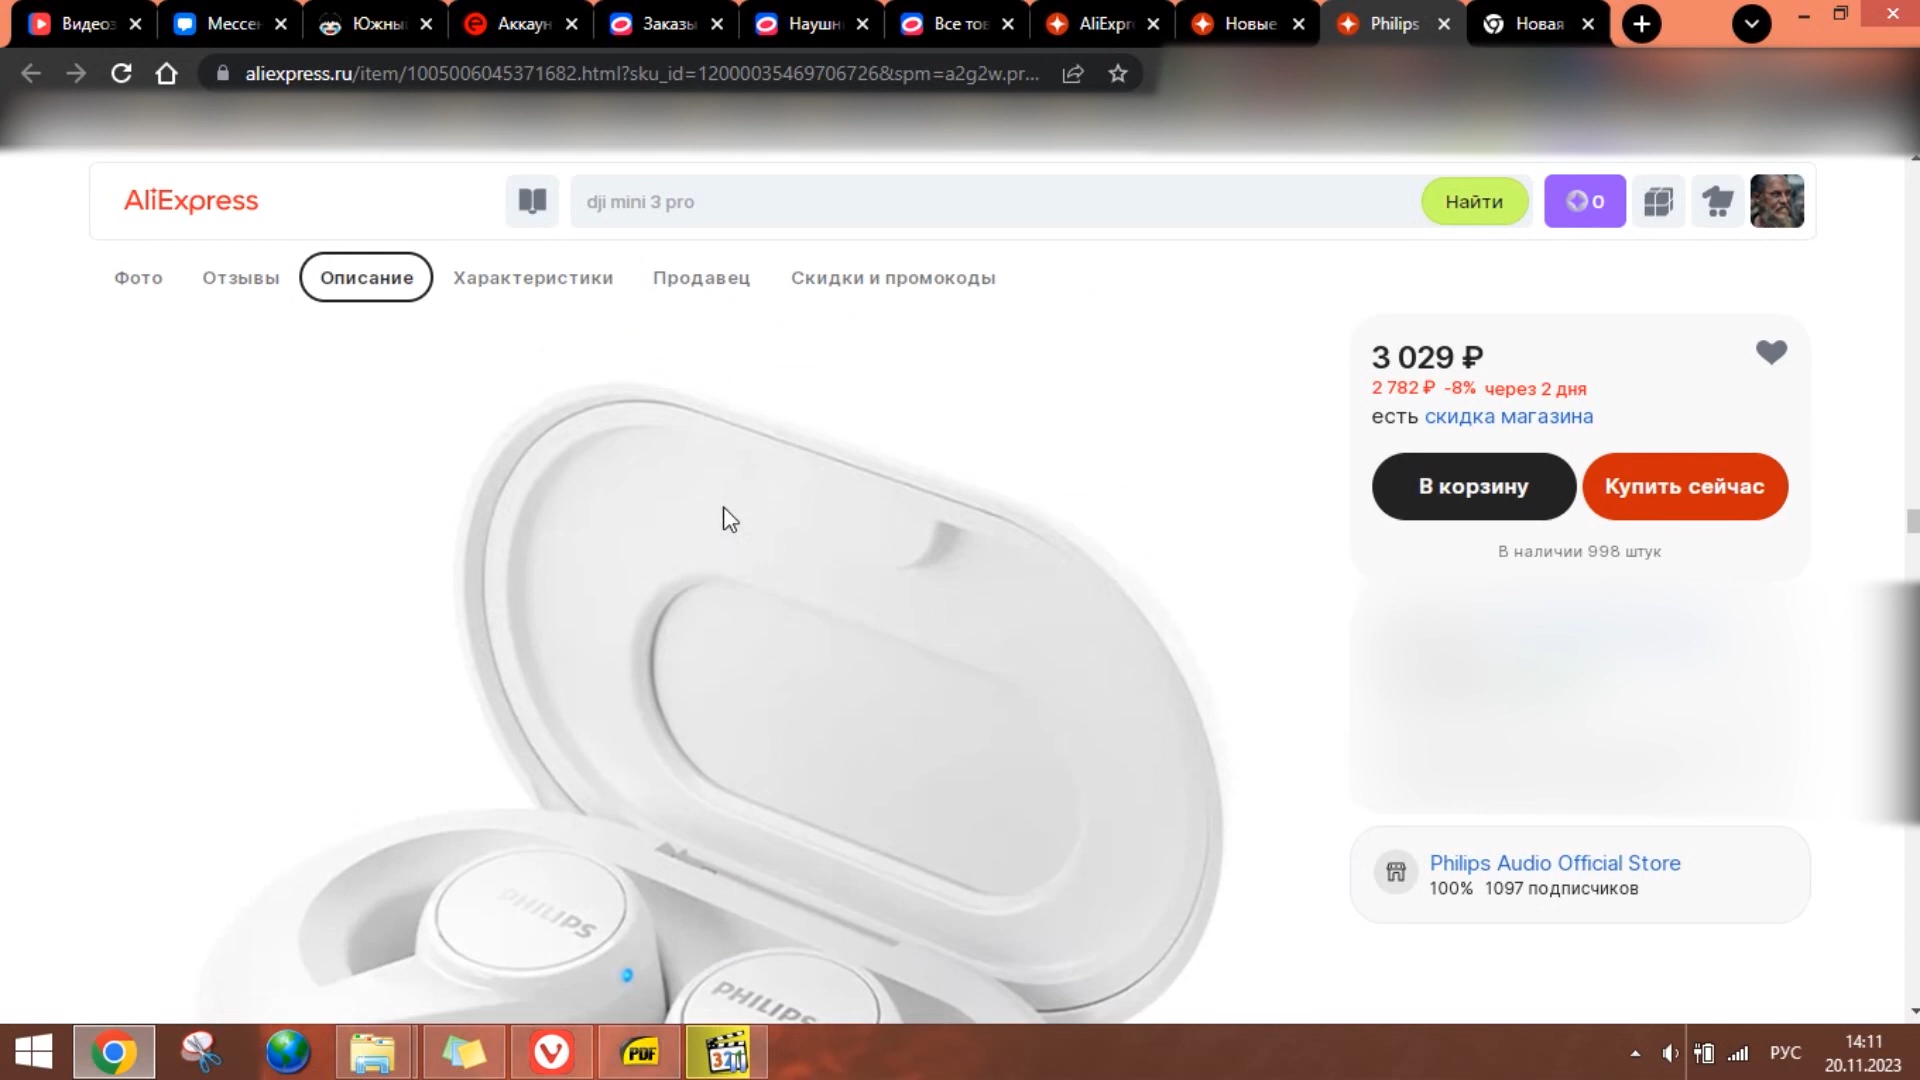 Видеоз
Мессен
Южны
Аккаун
Заказы
Наушн
Все тов
AliExpr
Новые
Philips
Новая
aliexpress.ru/item/1005006045371682.html?sku_id=12000035469706726&spm=a2g2w.pr...
AliExpress
dji mini 3 pro
Найти
0
Фото
Отзывы
Описание
Характеристики
Продавец
Скидки и промокоды
3 029 ₽
2 782 ₽ -8% через 2 дня
есть скидка магазина
В корзину
Купить сейчас
В наличии 998 штук
Philips Audio Official Store
100% 1097 подписчиков
PHILIPS
PHILIPS
PDF
321
РУС
14:11
20.11.2023